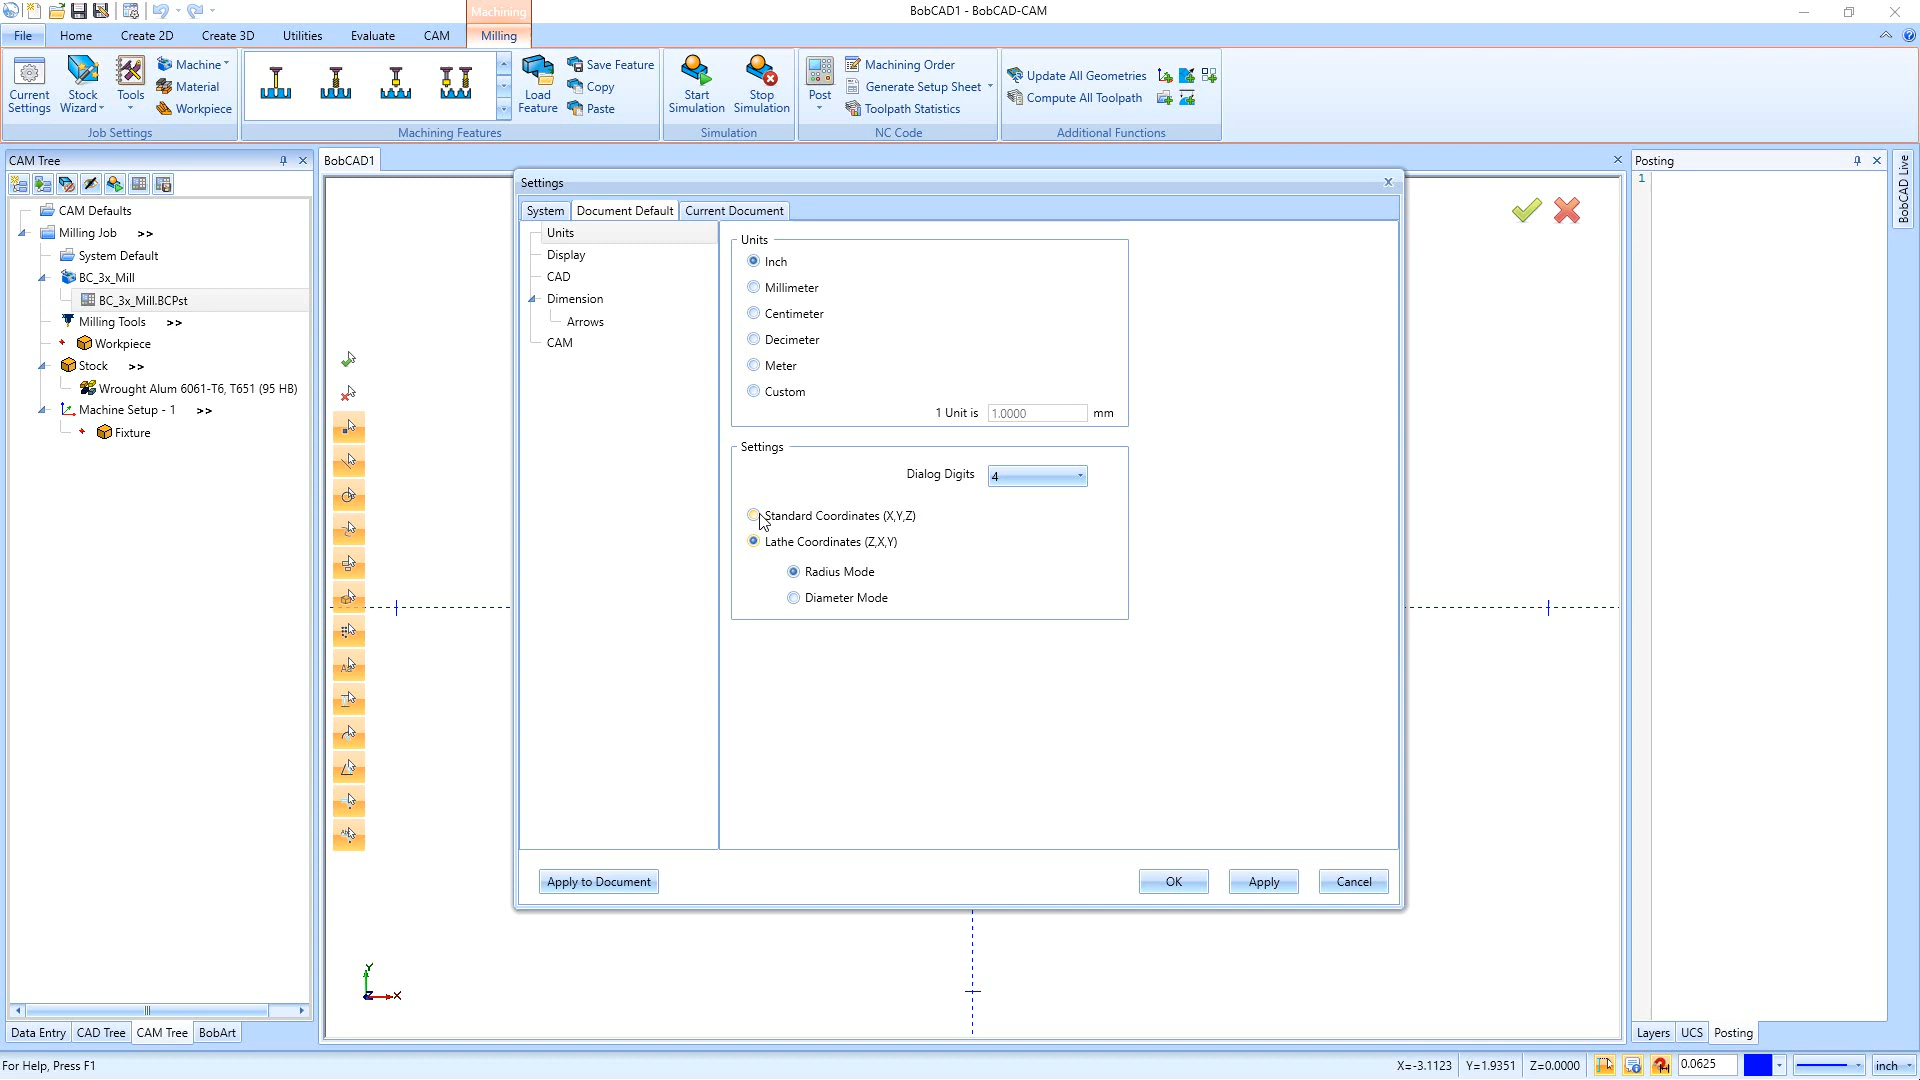 BobCAD1 - BobCAD-CAM
Machining
File Home Create 2D Create 3D Utilities Evaluate CAM Milling
Current Settings
Stock Wizard
Tools
Machine
Material
Workpiece
Job Settings
Machining Features
Load Feature
Save Feature
Copy
Paste
Start Simulation
Stop Simulation
Simulation
Post
Machining Order
Generate Setup Sheet
Toolpath Statistics
NC Code
Update All Geometries
Compute All Toolpath
Additional Functions
CAM Tree
CAM Defaults
Milling Job >>
System Default
BC_3x_Mill
BC_3x_Mill.BCPst
Milling Tools >>
Workpiece
Stock >>
Wrought Alum 6061-T6, T651 (95 HB)
Machine Setup - 1 >>
Fixture
Data Entry CAD Tree CAM Tree BobArt
BobCAD1
Settings
System Document Default Current Document
Units
Display
CAD
Dimension
Arrows
CAM
Units
Inch
Millimeter
Centimeter
Decimeter
Meter
Custom
1 Unit is 1.0000 mm
Settings
Dialog Digits 4
Standard Coordinates (X,Y,Z)
Lathe Coordinates (Z,X,Y)
Radius Mode
Diameter Mode
Apply to Document OK Apply Cancel
Y
Z X
Posting
1
BobCAD Live
Layers UCS Posting
For Help, Press F1
X=-3.1123 Y=1.9351 Z=0.0000 0.0625 inch